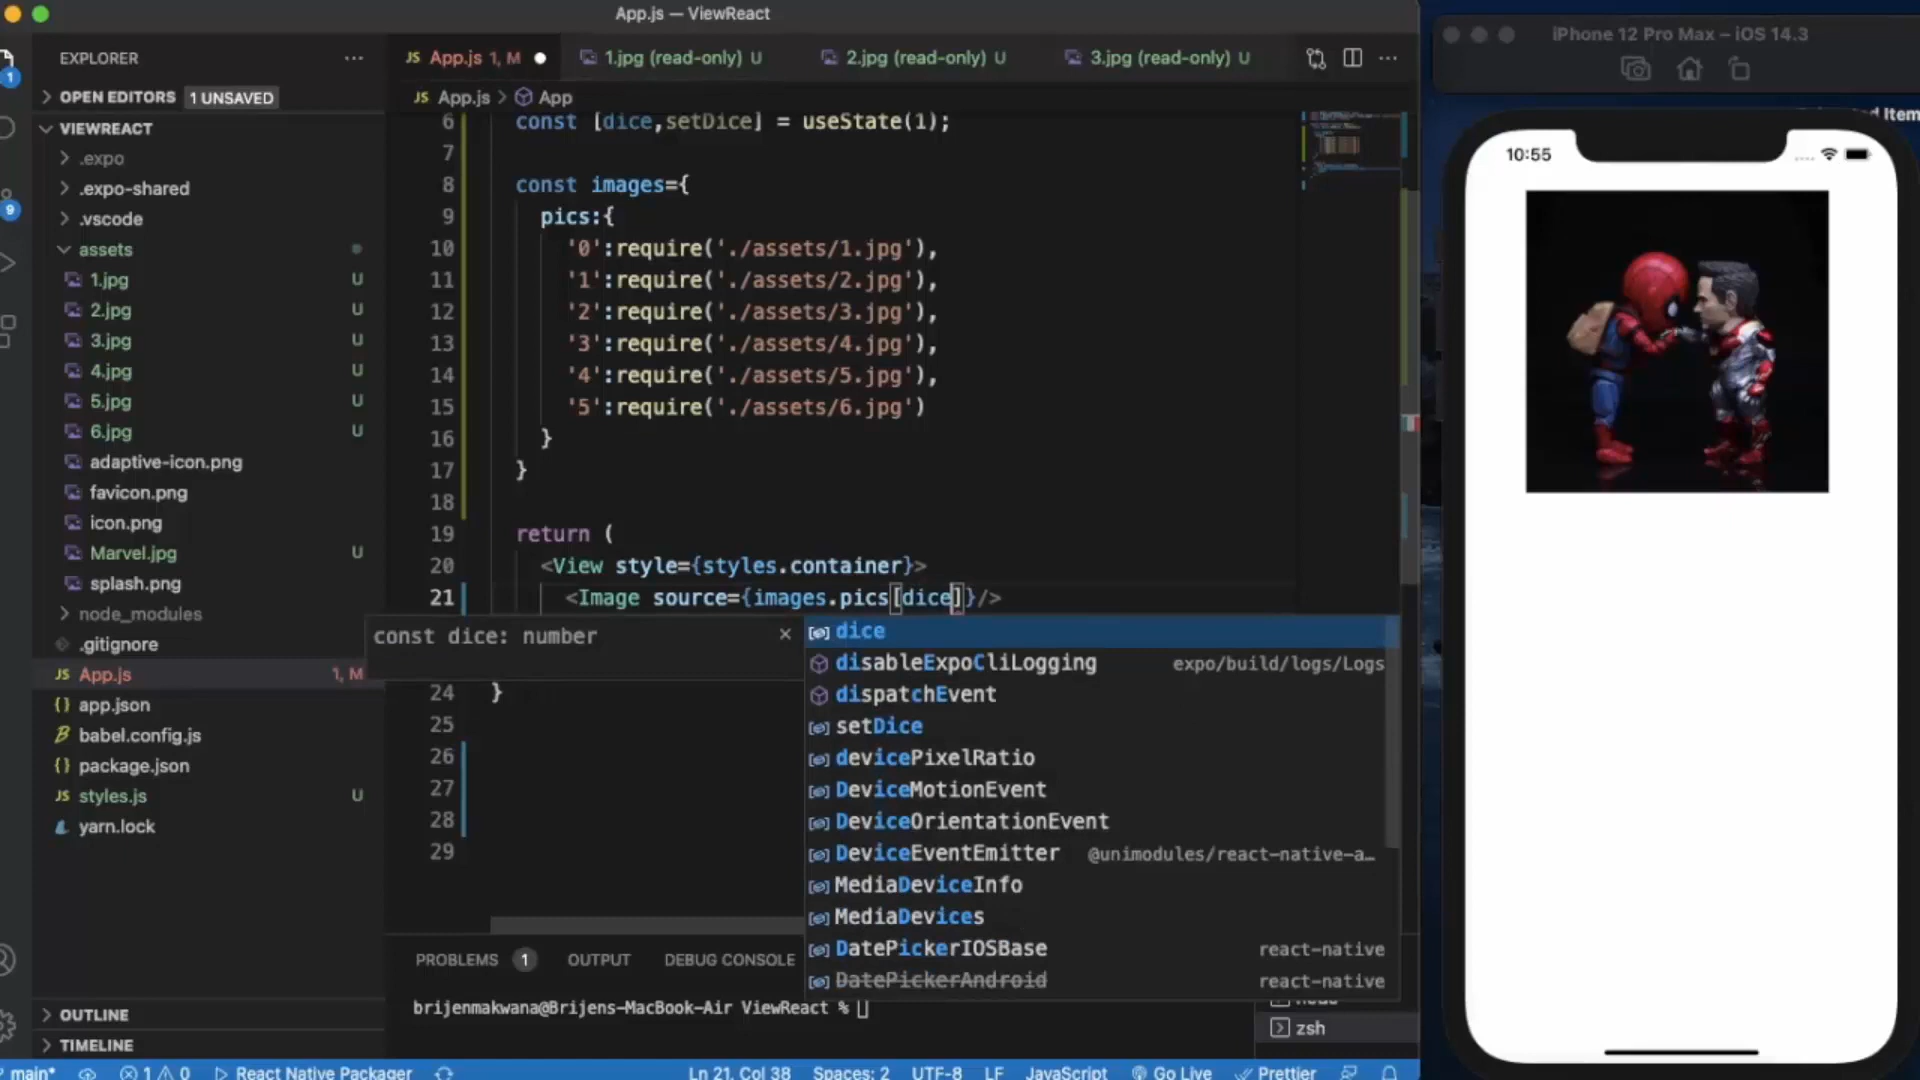 App.js — ViewReact
EXPLORER
OPEN EDITORS 1 UNSAVED
VIEWREACT
.expo
.expo-shared
.vscode
assets
1.jpg U
2.jpg U
3.jpg U
4.jpg U
5.jpg U
6.jpg U
adaptive-icon.png
favicon.png
icon.png
Marvel.jpg U
splash.png
node_modules
.gitignore
JS App.js 1, M
{} app.json
babel.config.js
{} package.json
JS styles.js U
yarn.lock
OUTLINE
TIMELINE
1
9
JS App.js 1, M
1.jpg (read-only) U
2.jpg (read-only) U
3.jpg (read-only) U
JS App.js > App
6 const [dice,setDice] = useState(1);
7
8 const images={
9 pics:{
10 '0':require('./assets/1.jpg'),
11 '1':require('./assets/2.jpg'),
12 '2':require('./assets/3.jpg'),
13 '3':require('./assets/4.jpg'),
14 '4':require('./assets/5.jpg'),
15 '5':require('./assets/6.jpg')
16 }
17 }
18
19 return (
20 <View style={styles.container}>
21 <Image source={images.pics[dice]}/>
const dice: number ×
24 }
25
26
27
28
29
dice
disableExpoCliLogging expo/build/logs/Logs
dispatchEvent
setDice
devicePixelRatio
DeviceMotionEvent
DeviceOrientationEvent
DeviceEventEmitter @unimodules/react-native-a…
MediaDeviceInfo
MediaDevices
DatePickerIOSBase react-native
DatePickerAndroid react-native
PROBLEMS 1 OUTPUT DEBUG CONSOLE
brijenmakwana@Brijens-MacBook-Air ViewReact %
node
zsh
main* 1 0 React Native Packager
Ln 21, Col 38 Spaces: 2 UTF-8 LF JavaScript Go Live Prettier
iPhone 12 Pro Max – iOS 14.3
10:55